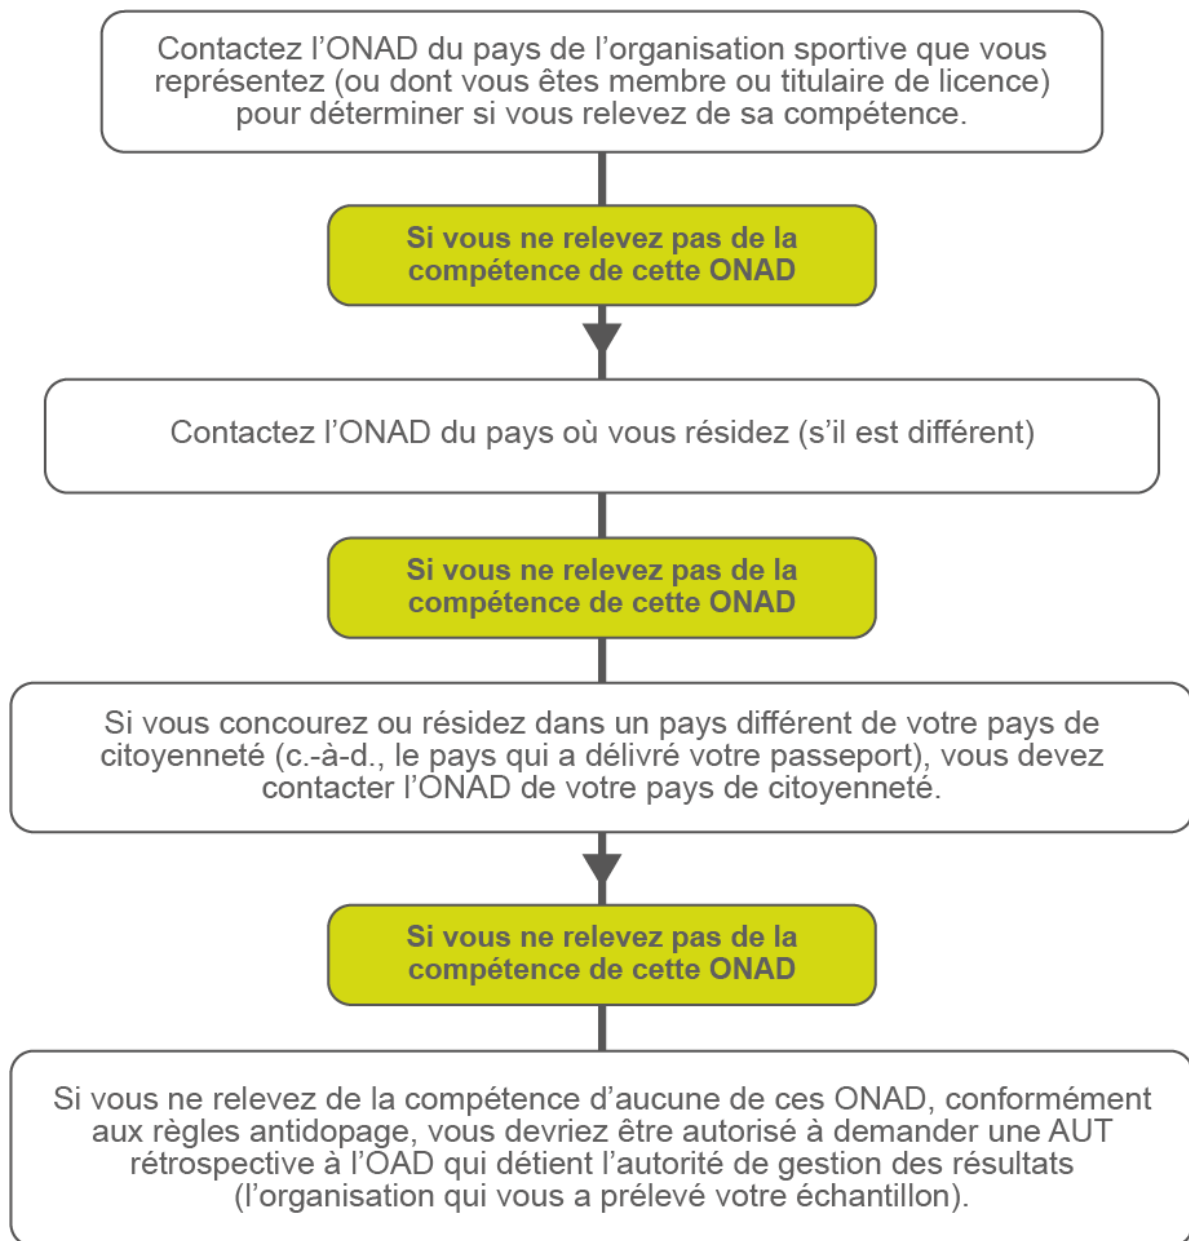 Contactez l’ONAD du pays de l’organisation sportive que vous
représentez (ou dont vous êtes membre ou titulaire de licence)
pour déterminer si vous relevez de sa compétence.
Si vous ne relevez pas de la
compétence de cette ONAD
Contactez l’ONAD du pays où vous résidez (s’il est différent)
Si vous ne relevez pas de la
compétence de cette ONAD
Si vous concourez ou résidez dans un pays différent de votre pays de
citoyenneté (c.-à-d., le pays qui a délivré votre passeport), vous devez
contacter l’ONAD de votre pays de citoyenneté.
Si vous ne relevez pas de la
compétence de cette ONAD
Si vous ne relevez de la compétence d’aucune de ces ONAD, conformément
aux règles antidopage, vous devriez être autorisé à demander une AUT
rétrospective à l’OAD qui détient l’autorité de gestion des résultats
(l’organisation qui vous a prélevé votre échantillon).